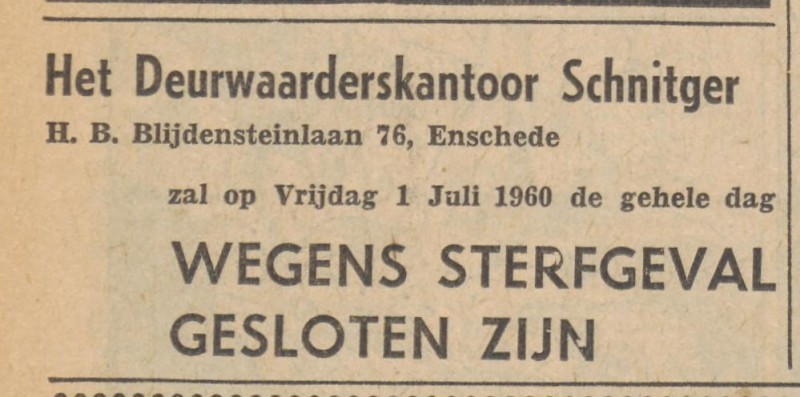 Het Deurwaarderskantoor Schnitger
H. B. Blijdensteinlaan 76, Enschede
zal op Vrijdag 1 Juli 1960 de gehele dag
WEGENS STERFGEVAL
GESLOTEN ZIJN